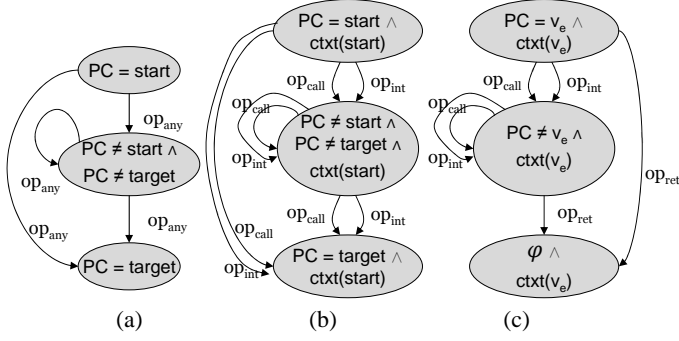 PC = start
op_any
PC ≠ start ∧
PC ≠ target
op_any
op_any
op_any
PC = target
(a)
PC = start ∧
ctxt(start)
op_call
op_int
op_call
PC ≠ start ∧
PC ≠ target ∧
ctxt(start)
op_int
op_call
op_int
op_call
op_int
PC = target ∧
ctxt(start)
(b)
PC = v_e ∧
ctxt(v_e)
op_call
op_int
op_call
PC ≠ v_e ∧
ctxt(v_e)
op_int
op_ret
op_ret
φ ∧
ctxt(v_e)
(c)